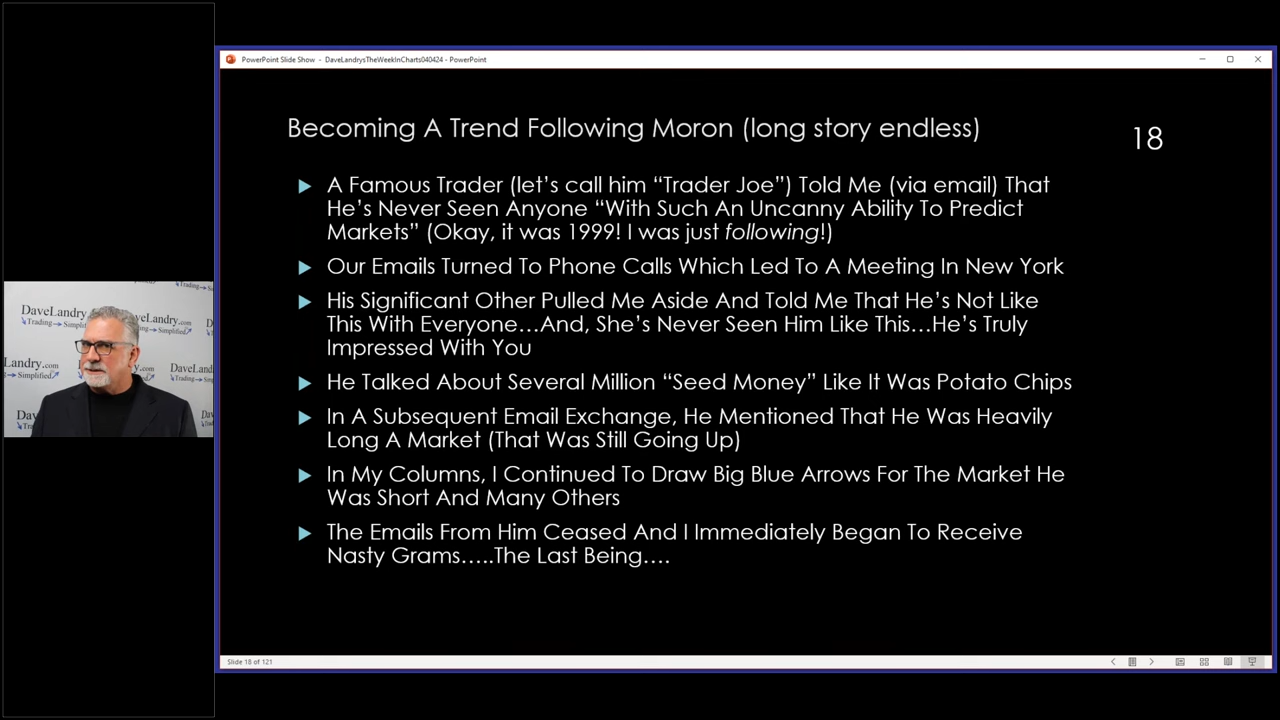 PowerPoint Slide Show - DaveLandrysTheWeekInCharts040424 - PowerPoint
Becoming A Trend Following Moron (long story endless)
18
A Famous Trader (let's call him “Trader Joe”) Told Me (via email) That
He's Never Seen Anyone “With Such An Uncanny Ability To Predict
Markets” (Okay, it was 1999! I was just following!)
Our Emails Turned To Phone Calls Which Led To A Meeting In New York
His Significant Other Pulled Me Aside And Told Me That He's Not Like
This With Everyone…And, She's Never Seen Him Like This…He's Truly
Impressed With You
He Talked About Several Million “Seed Money” Like It Was Potato Chips
In A Subsequent Email Exchange, He Mentioned That He Was Heavily
Long A Market (That Was Still Going Up)
In My Columns, I Continued To Draw Big Blue Arrows For The Market He
Was Short And Many Others
The Emails From Him Ceased And I Immediately Began To Receive
Nasty Grams…..The Last Being….
DaveLandry.com
Trading Simplified
Landry.com
Simplified
Slide 18 of 121